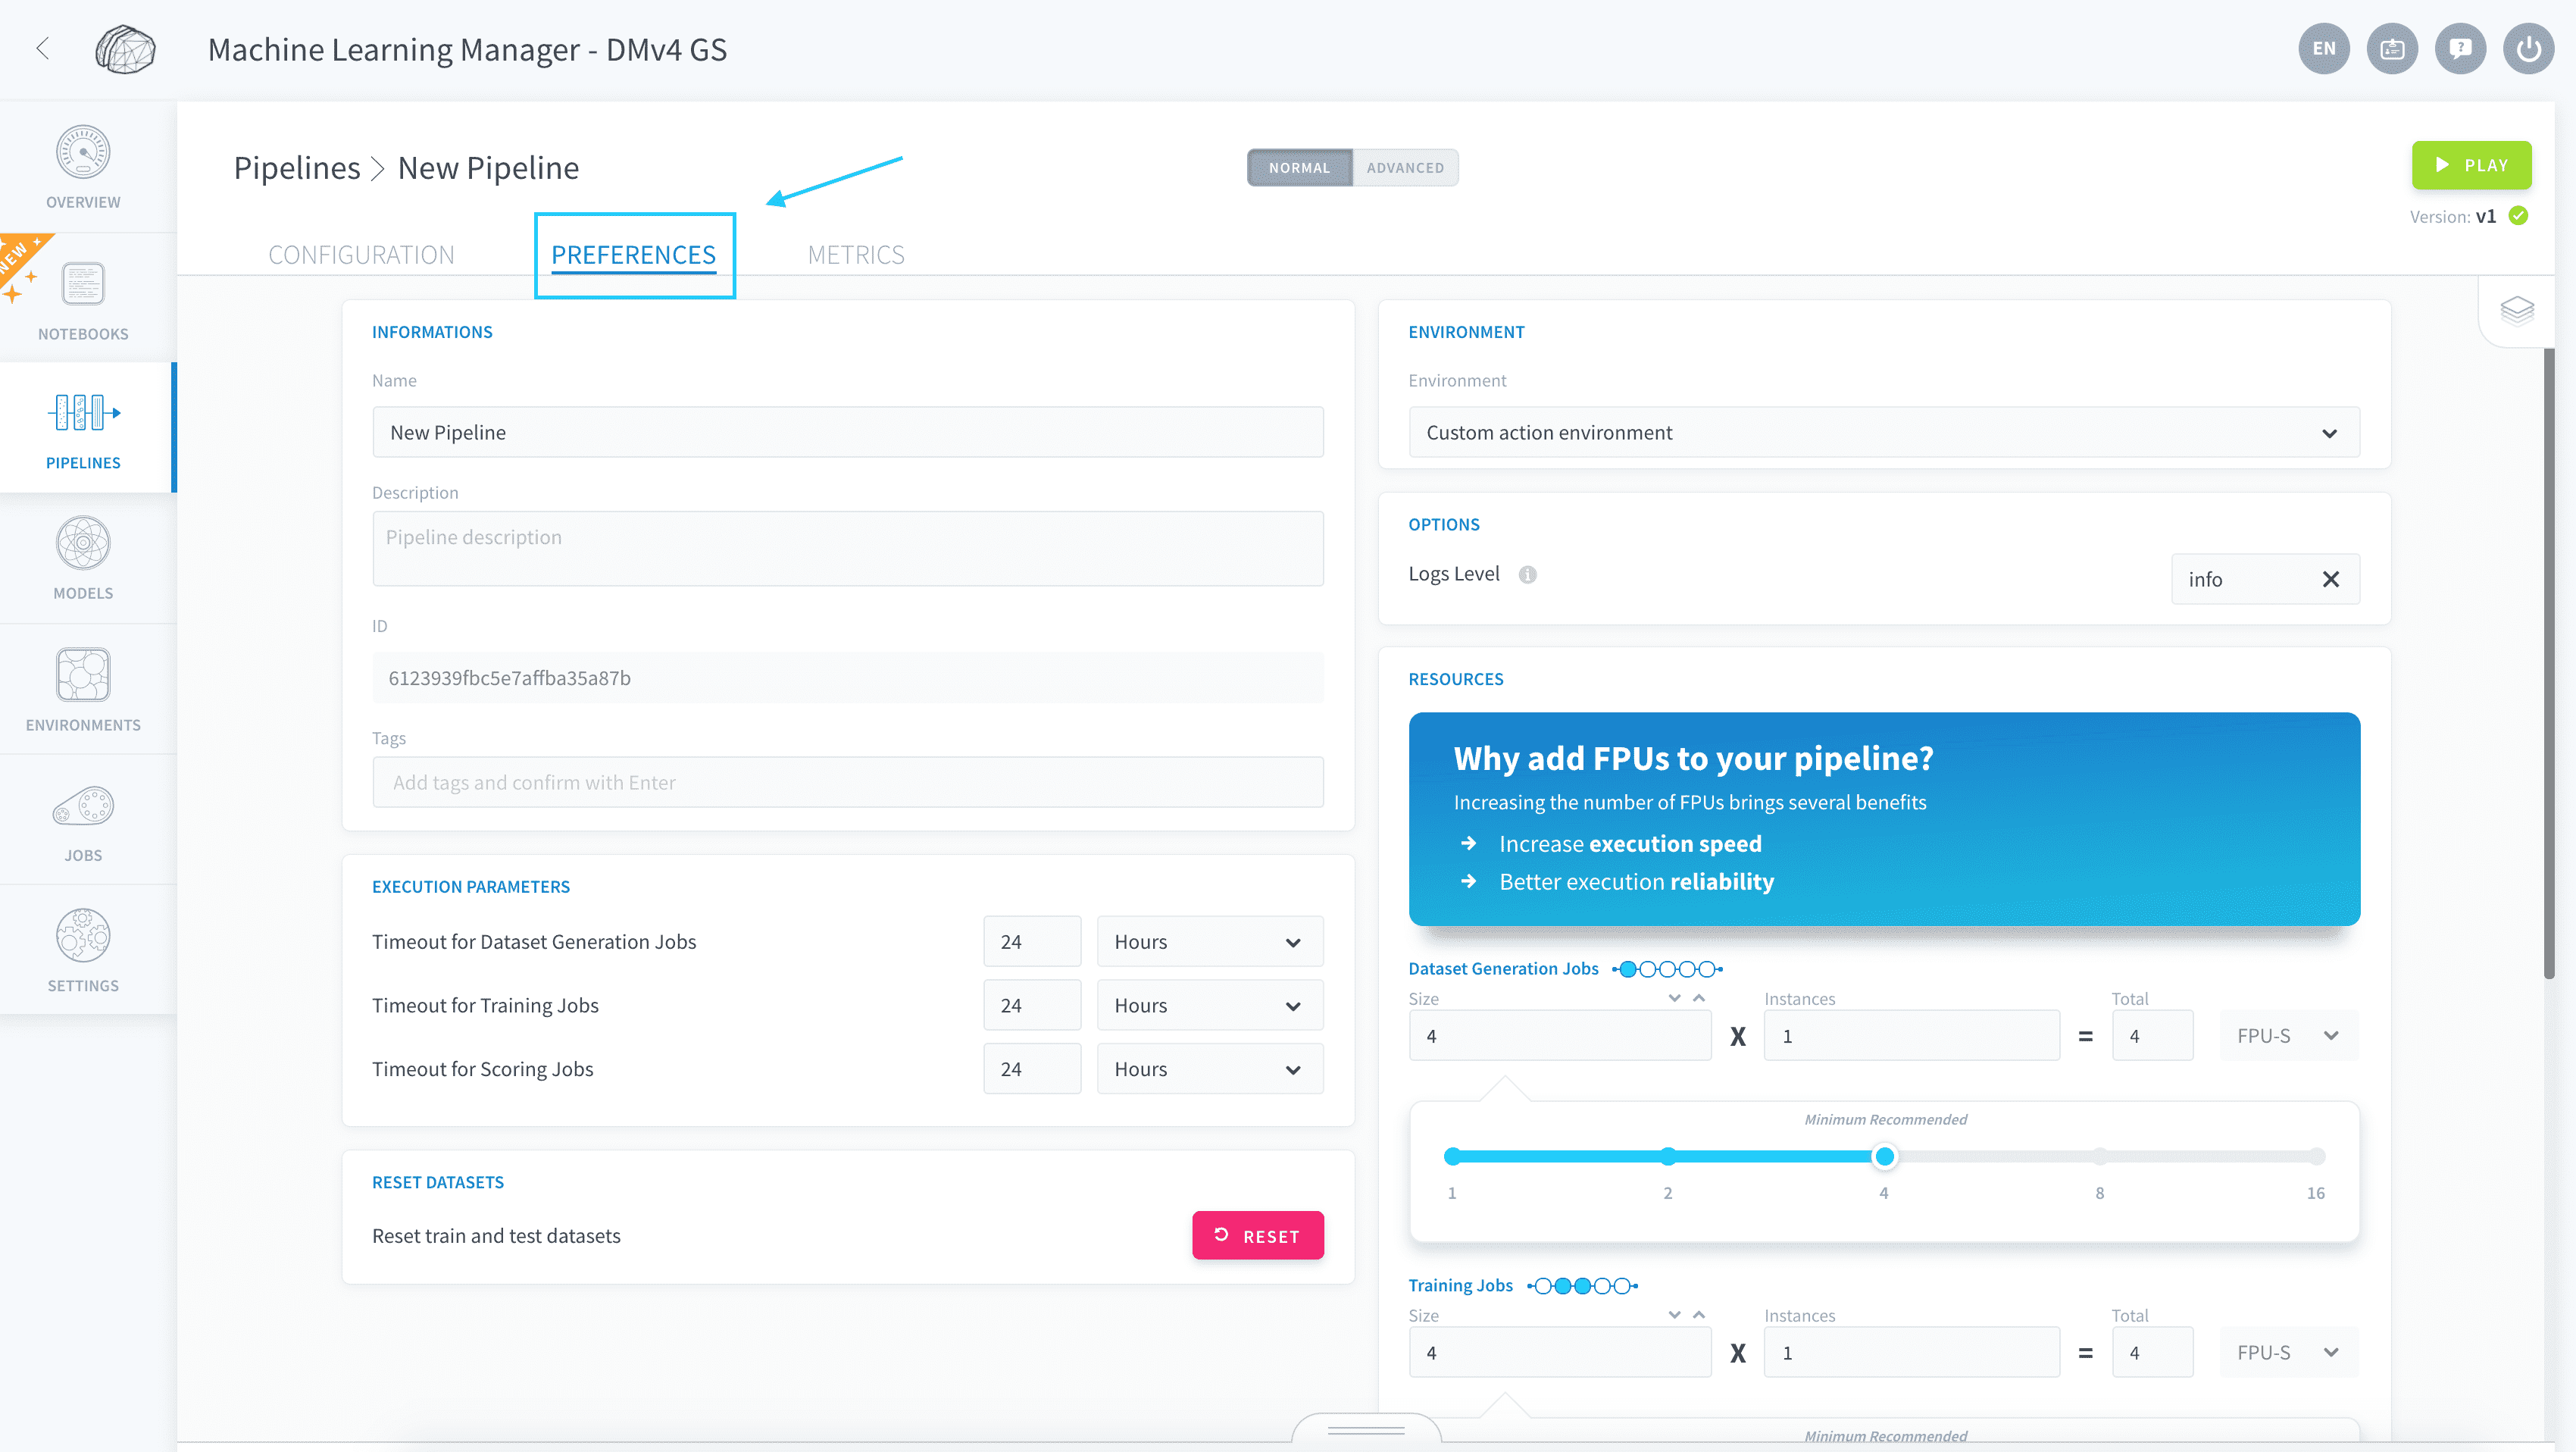 Machine Learning Manager - DMv4 GS
EN
OVERVIEW
NEW
NOTEBOOKS
PIPELINES
MODELS
ENVIRONMENTS
JOBS
SETTINGS
Pipelines > New Pipeline
NORMAL ADVANCED
PLAY
Version: v1
CONFIGURATION PREFERENCES METRICS
INFORMATIONS
Name
New Pipeline
Description
Pipeline description
ID
6123939fbc5e7affba35a87b
Tags
Add tags and confirm with Enter
EXECUTION PARAMETERS
Timeout for Dataset Generation Jobs 24 Hours
Timeout for Training Jobs 24 Hours
Timeout for Scoring Jobs 24 Hours
RESET DATASETS
Reset train and test datasets RESET
ENVIRONMENT
Environment
Custom action environment
OPTIONS
Logs Level info
RESOURCES
Why add FPUs to your pipeline?
Increasing the number of FPUs brings several benefits
Increase execution speed
Better execution reliability
Dataset Generation Jobs
Size Instances Total
4 X 1 = 4 FPU-S
Minimum Recommended
1 2 4 8 16
Training Jobs
Size Instances Total
4 X 1 = 4 FPU-S
Minimum Recommended